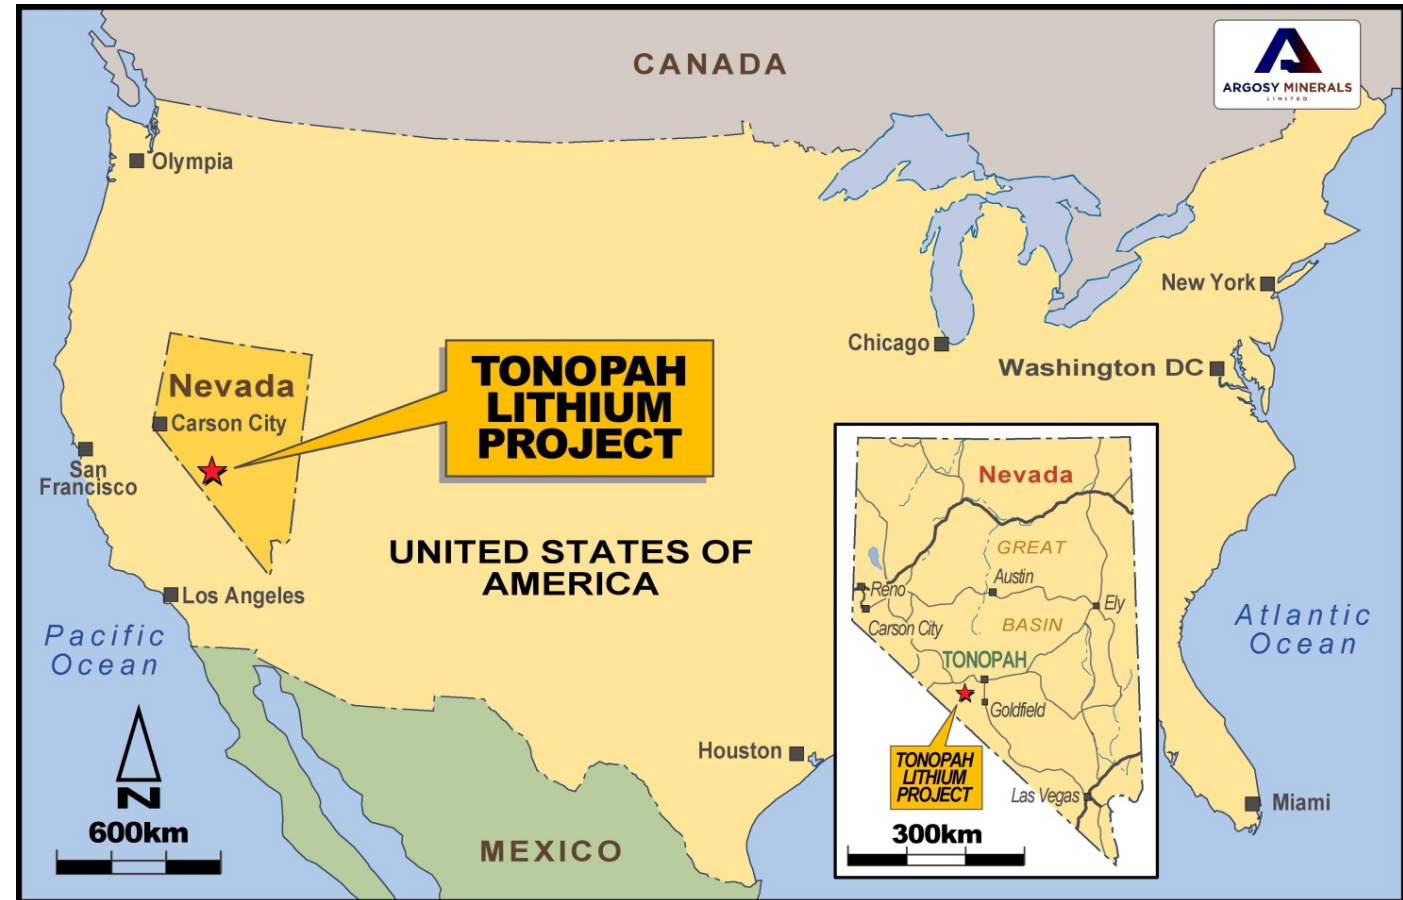 CANADA
ARGOSY MINERALS
LIMITED
Olympia
New York
Chicago
Washington DC
TONOPAH
LITHIUM
PROJECT
Nevada
Carson City
San
Francisco
UNITED STATES OF
AMERICA
Los Angeles
Pacific
Ocean
Atlantic
Ocean
Houston
Miami
MEXICO
N
600km
Nevada
GREAT
Austin
Reno
Ely
Carson City
BASIN
TONOPAH
Goldfield
TONOPAH
LITHIUM
PROJECT
Las Vegas
300km